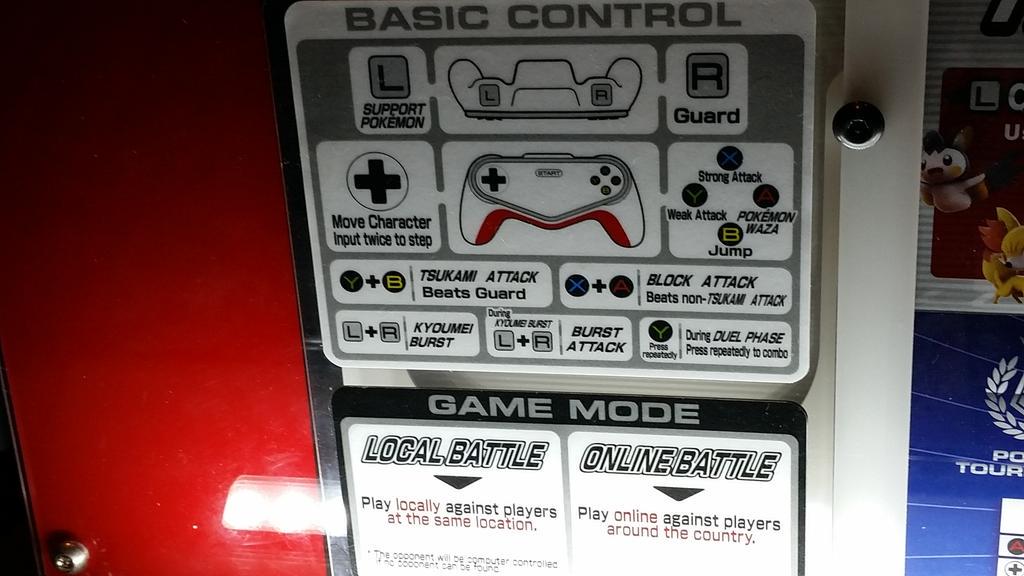 BASIC CONTROL
L
SUPPORT
POKÉMON
L R
R
Guard
Move Character
Input twice to step
START
B
X
Strong Attack
Y A
Weak Attack POKÉMON
WAZA
B
Jump
Y+B TSUKAMI ATTACK
Beats Guard
X+A BLOCK ATTACK
Beats non-TSUKAMI ATTACK
L+R KYOUMEI
BURST
During
KYOUMEI BURST
L+R BURST
ATTACK
Y
Press
repeatedly
During DUEL PHASE
Press repeatedly to combo
GAME MODE
LOCAL BATTLE
Play locally against players
at the same location.
* The opponent will be computer controlled
if no opponent can be found.
ONLINE BATTLE
Play online against players
around the country.
L
U
PO
TOUR
A